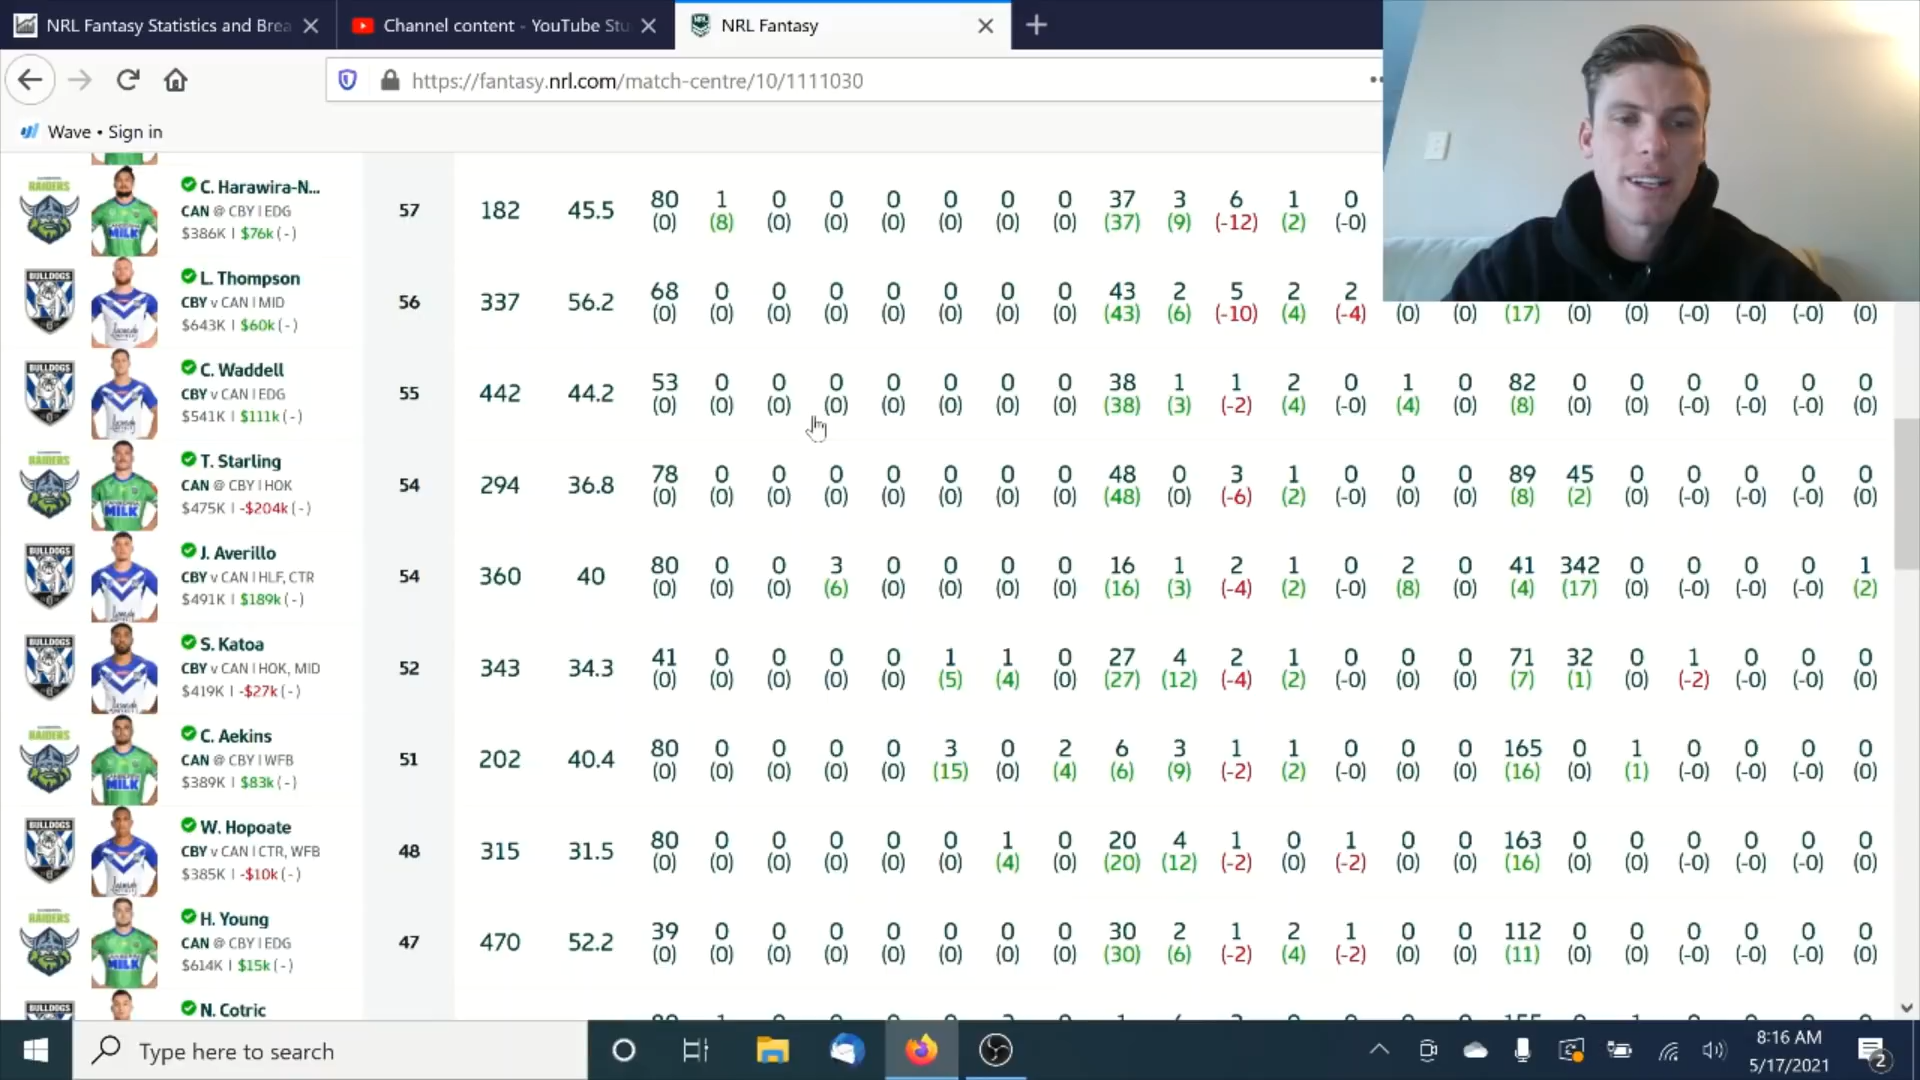 NRL Fantasy Statistics and Brea
Channel content - YouTube Stu
NRL Fantasy
https://fantasy.nrl.com/match-centre/10/1111030
Wave • Sign in
RAIDERS C. Harawira-N... 57 182 45.5 80 1 0 0 0 0 0 0 37 3 6 1 0
CAN @ CBY | EDG (0) (8) (0) (0) (0) (0) (0) (0) (37) (9) (-12) (2) (-0)
$386K | $76k (-)
BULLDOGS L. Thompson 56 337 56.2 68 0 0 0 0 0 0 0 43 2 5 2 2
CBY v CAN | MID (0) (0) (0) (0) (0) (0) (0) (0) (43) (6) (-10) (4) (-4) (0) (0) (17) (0) (0) (-0) (-0) (-0) (0)
$643K | $60k (-)
BULLDOGS C. Waddell 55 442 44.2 53 0 0 0 0 0 0 0 38 1 1 2 0 1 0 82 0 0 0 0 0 0
CBY v CAN | EDG (0) (0) (0) (0) (0) (0) (0) (0) (38) (3) (-2) (4) (-0) (4) (0) (8) (0) (0) (-0) (-0) (-0) (0)
$541K | $111k (-)
RAIDERS T. Starling 54 294 36.8 78 0 0 0 0 0 0 0 48 0 3 1 0 0 0 89 45 0 0 0 0 0
CAN @ CBY | HOK (0) (0) (0) (0) (0) (0) (0) (0) (48) (0) (-6) (2) (-0) (0) (0) (8) (2) (0) (-0) (-0) (-0) (0)
$475K | -$204k (-)
BULLDOGS J. Averillo 54 360 40 80 0 0 3 0 0 0 0 16 1 2 1 0 2 0 41 342 0 0 0 0 1
CBY v CAN | HLF, CTR (0) (0) (0) (6) (0) (0) (0) (0) (16) (3) (-4) (2) (-0) (8) (0) (4) (17) (0) (-0) (-0) (-0) (2)
$491K | $189k (-)
BULLDOGS S. Katoa 52 343 34.3 41 0 0 0 0 1 1 0 27 4 2 1 0 0 0 71 32 0 1 0 0 0
CBY v CAN | HOK, MID (0) (0) (0) (0) (0) (5) (4) (0) (27) (12) (-4) (2) (-0) (0) (0) (7) (1) (0) (-2) (-0) (-0) (0)
$419K | -$27k (-)
RAIDERS C. Aekins 51 202 40.4 80 0 0 0 0 3 0 2 6 3 1 1 0 0 0 165 0 1 0 0 0 0
CAN @ CBY | WFB (0) (0) (0) (0) (0) (15) (0) (4) (6) (9) (-2) (2) (-0) (0) (0) (16) (0) (1) (-0) (-0) (-0) (0)
$389K | $83k (-)
BULLDOGS W. Hopoate 48 315 31.5 80 0 0 0 0 0 1 0 20 4 1 0 1 0 0 163 0 0 0 0 0 0
CBY v CAN | CTR, WFB (0) (0) (0) (0) (0) (0) (4) (0) (20) (12) (-2) (0) (-2) (0) (0) (16) (0) (0) (-0) (-0) (-0) (0)
$385K | -$10k (-)
RAIDERS H. Young 47 470 52.2 39 0 0 0 0 0 0 0 30 2 1 2 1 0 0 112 0 0 0 0 0 0
CAN @ CBY | EDG (0) (0) (0) (0) (0) (0) (0) (0) (30) (6) (-2) (4) (-2) (0) (0) (11) (0) (0) (-0) (-0) (-0) (0)
$614K | $15k (-)
BULLDOGS N. Cotric
Type here to search
8:16 AM
5/17/2021
2